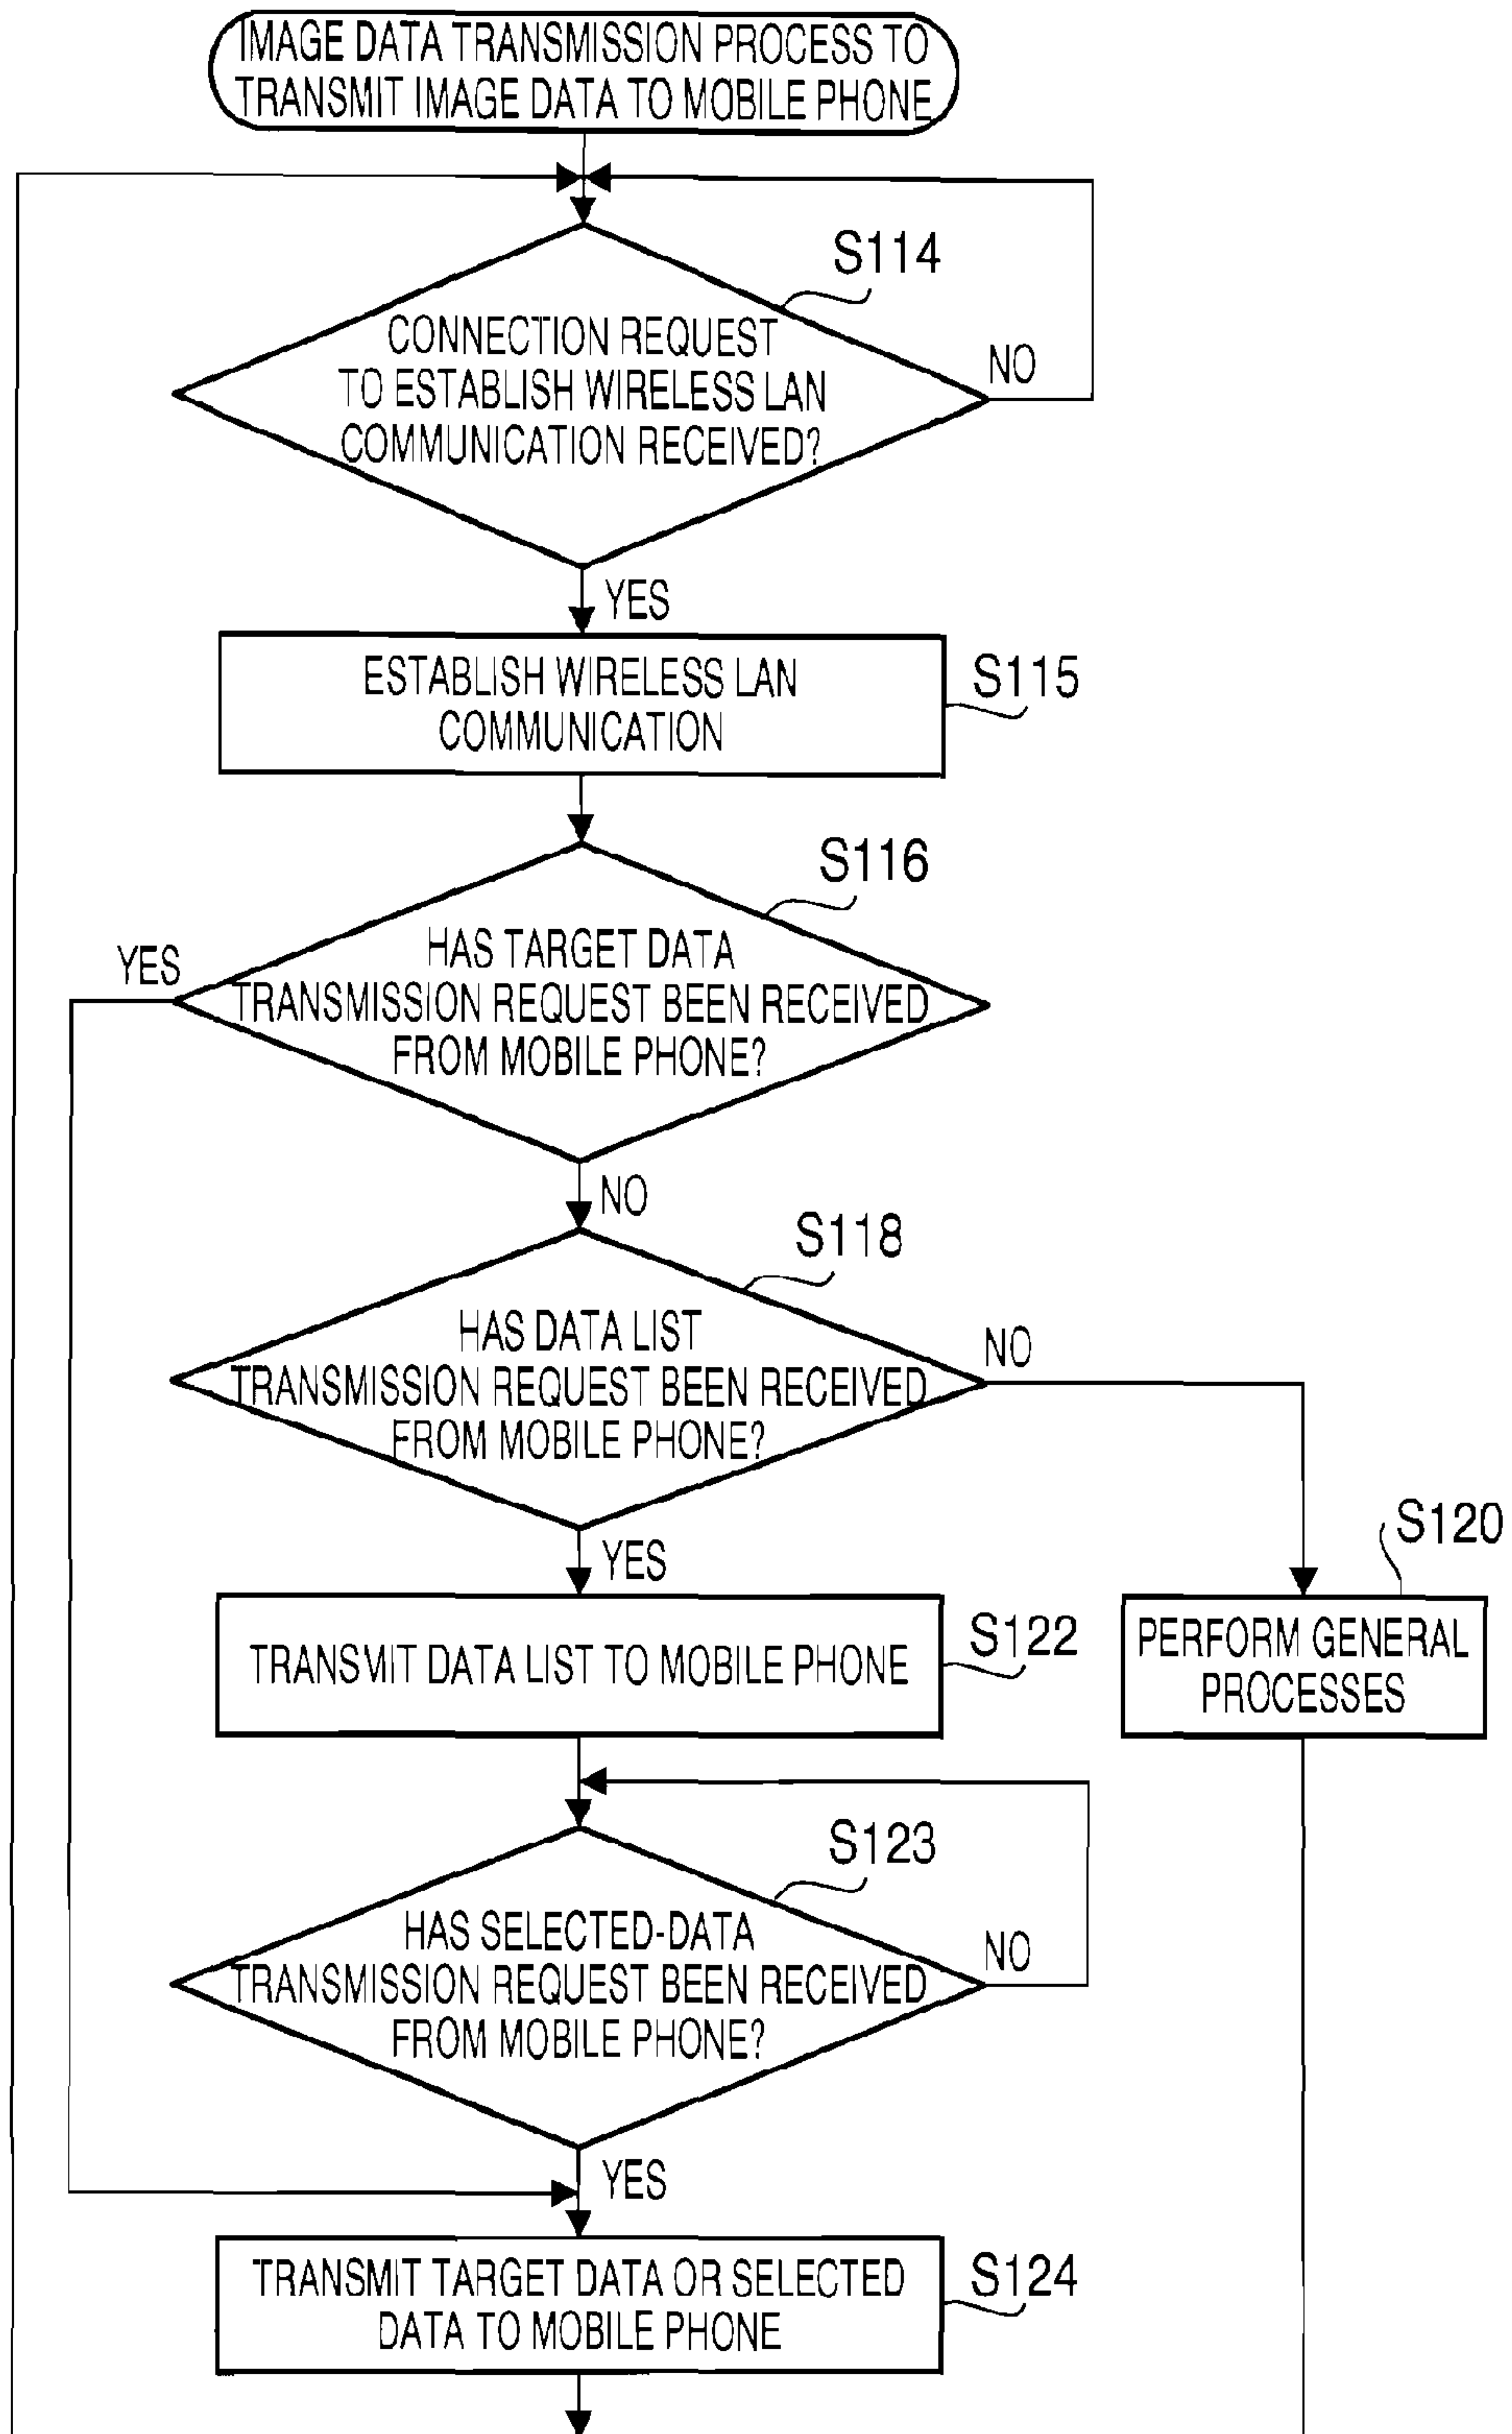 IMAGE DATA TRANSMISSION PROCESS TO
TRANSMIT IMAGE DATA TO MOBILE PHONE
S114
CONNECTION REQUEST
TO ESTABLISH WIRELESS LAN
COMMUNICATION RECEIVED?
NO
YES
ESTABLISH WIRELESS LAN
COMMUNICATION
S115
S116
YES
HAS TARGET DATA
TRANSMISSION REQUEST BEEN RECEIVED
FROM MOBILE PHONE?
NO
S118
HAS DATA LIST
TRANSMISSION REQUEST BEEN RECEIVED
FROM MOBILE PHONE?
NO
YES
S120
TRANSMIT DATA LIST TO MOBILE PHONE
S122
PERFORM GENERAL
PROCESSES
S123
HAS SELECTED-DATA
TRANSMISSION REQUEST BEEN RECEIVED
FROM MOBILE PHONE?
NO
YES
TRANSMIT TARGET DATA OR SELECTED
DATA TO MOBILE PHONE
S124